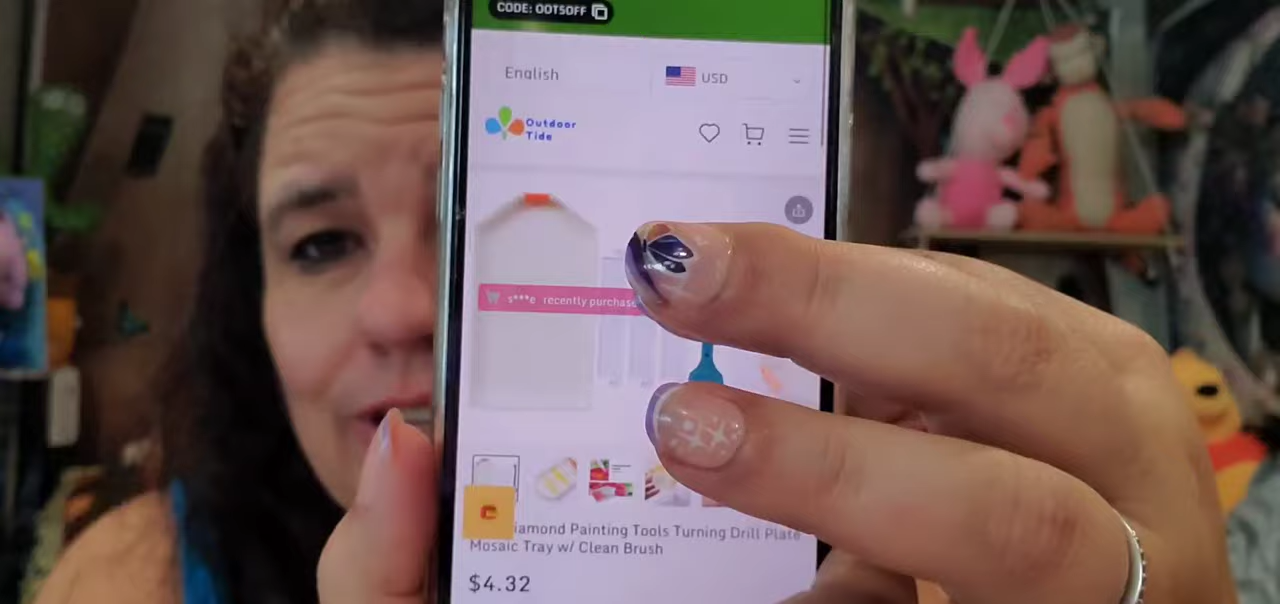 CODE: ODT5OFF
English
USD
Outdoor
Tide
s***e recently purchase
iamond Painting Tools Turning Drill Plate
Mosaic Tray w/ Clean Brush
$4.32